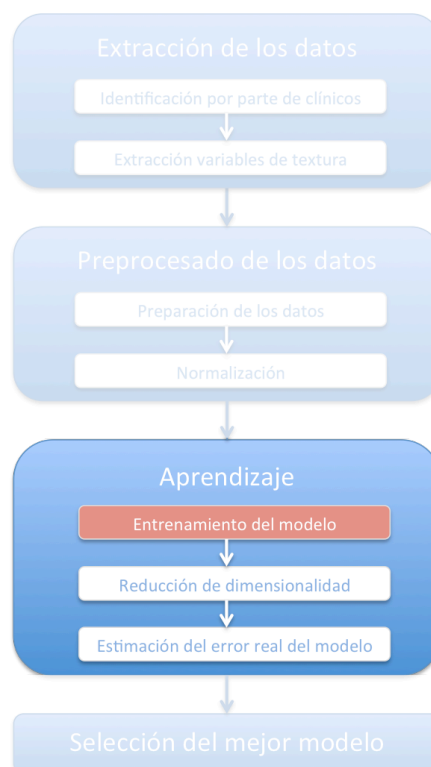 Extracción de los datos
Identificación por parte de clínicos
Extracción variables de textura
Preprocesado de los datos
Preparación de los datos
Normalización
Aprendizaje
Entrenamiento del modelo
Reducción de dimensionalidad
Estimación del error real del modelo
Selección del mejor modelo